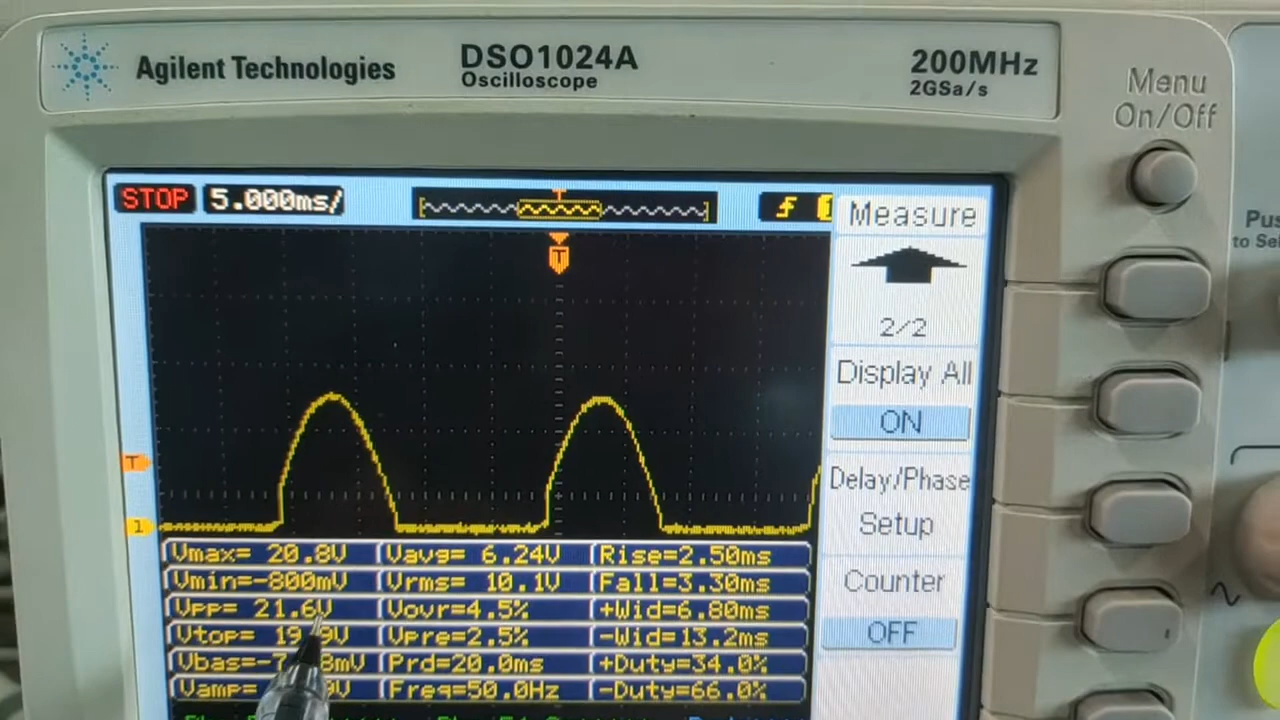 Agilent Technologies
DSO1024A
Oscilloscope
200MHz
2GSa/s
Menu
On/Off
STOP
5.000ms/
T
Measure
2/2
Display All
ON
Delay/Phase
Setup
Counter
OFF
T
T
1
Vmax= 20.8V Vavg= 6.24V Rise=2.50ms
Vmin=-800mV Vrms= 10.1V Fall=3.30ms
Vpp= 21.6V Vovr=4.5% +Wid=6.80ms
Vtop= Vpre=2.5% -Wid=13.2ms
Prd=20.0ms +Duty=34.0%
Vamp= Freq=50.0Hz -Duty=66.0%